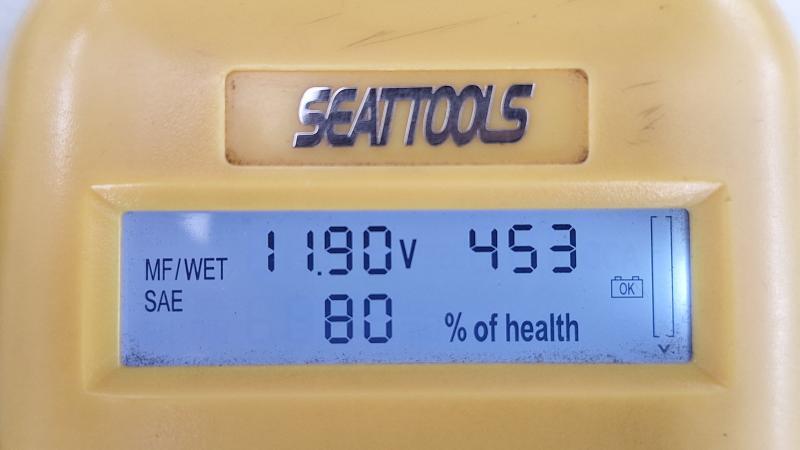 SEATTOOLS
MF/WET 11.90V 453
SAE
OK
80 % of health